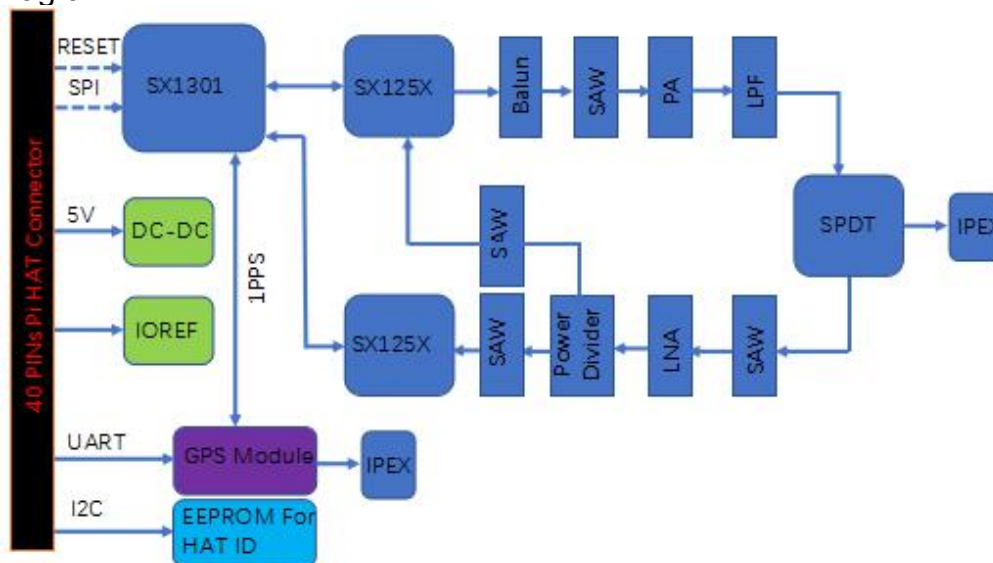 RESET
SPI
SX1301
SX125X
Balun
SAW
PA
LPF
40 PINs Pi HAT Connector
5V
DC-DC
1PPS
SAW
SPDT
IPEX
IOREF
SX125X
SAW
Power
Divider
LNA
SAW
UART
GPS Module
IPEX
I2C
EEPROM For
HAT ID